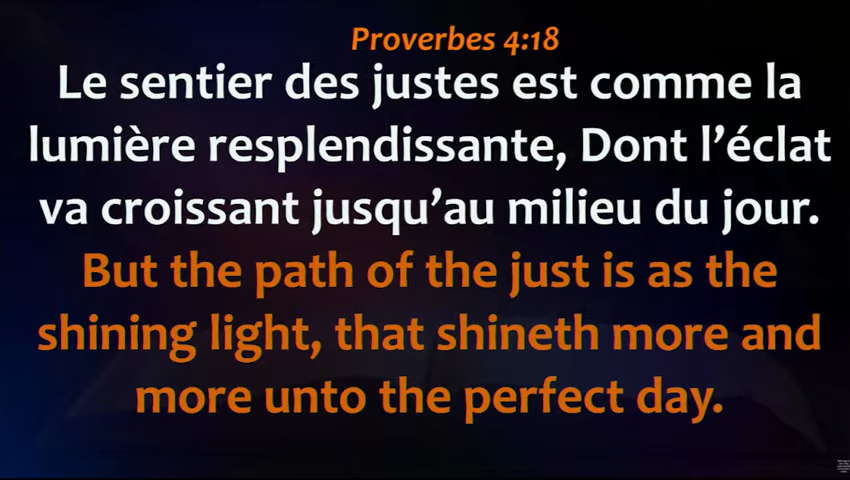 Proverbes 4:18
Le sentier des justes est comme la
lumière resplendissante, Dont l’éclat
va croissant jusqu’au milieu du jour.
But the path of the just is as the
shining light, that shineth more and
more unto the perfect day.